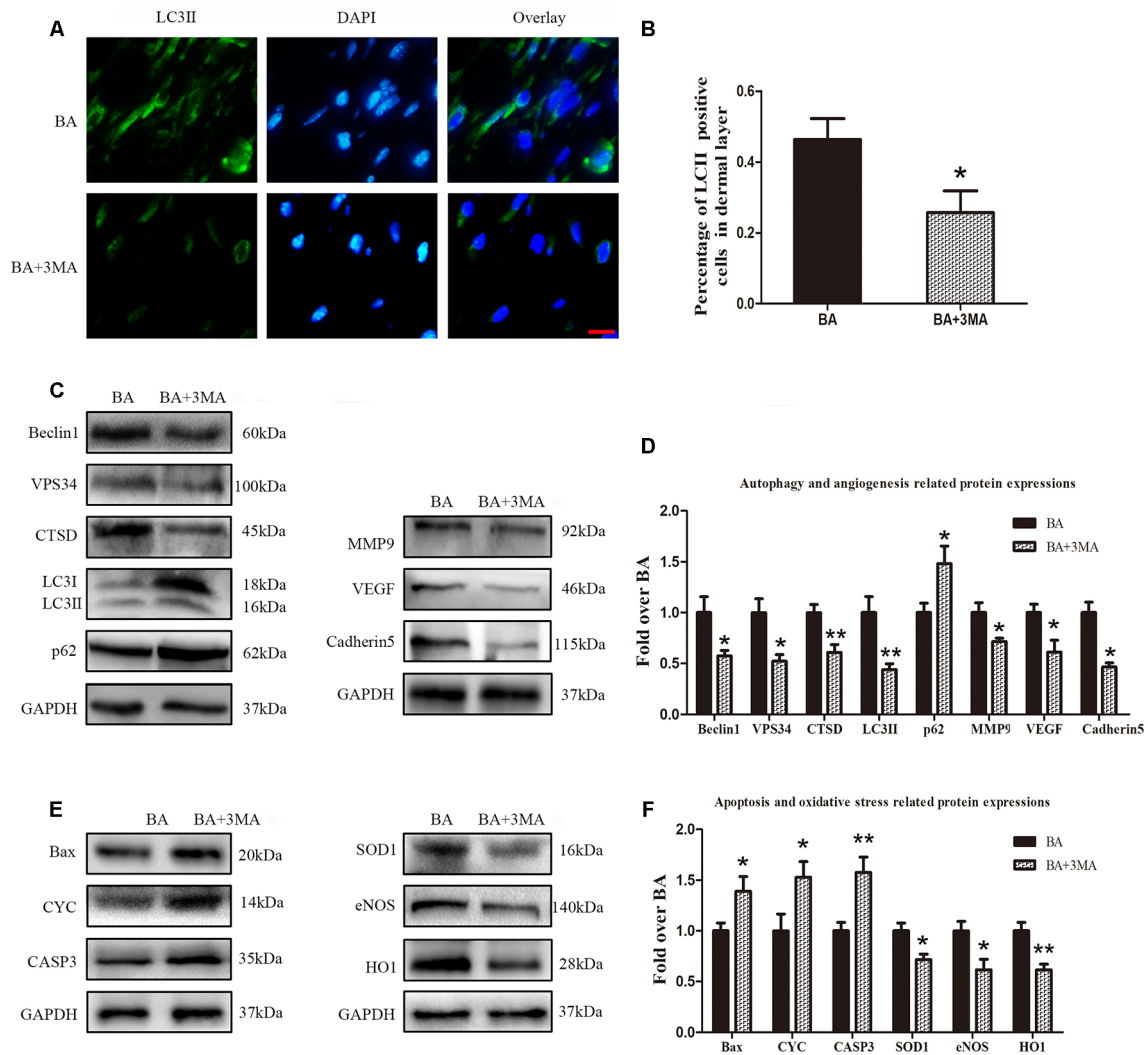 A
LC3II DAPI Overlay
BA
BA+3MA
B
Percentage of LCII positive
cells in dermal layer
0.6
0.4
0.2
0.0
*
BA BA+3MA
C
BA BA+3MA
Beclin1 60kDa
VPS34 100kDa
CTSD 45kDa
LC3I 18kDa
LC3II 16kDa
p62 62kDa
GAPDH 37kDa
BA BA+3MA
MMP9 92kDa
VEGF 46kDa
Cadherin5 115kDa
GAPDH 37kDa
D
Autophagy and angiogenesis related protein expressions
Fold over BA
2.0
1.5
1.0
0.5
0.0
BA
BA+3MA
* * ** ** * * * *
Beclin1 VPS34 CTSD LC3II p62 MMP9 VEGF Cadherin5
E
BA BA+3MA
Bax 20kDa
CYC 14kDa
CASP3 35kDa
GAPDH 37kDa
BA BA+3MA
SOD1 16kDa
eNOS 140kDa
HO1 28kDa
GAPDH 37kDa
F
Apoptosis and oxidative stress related protein expressions
Fold over BA
2.0
1.5
1.0
0.5
0.0
BA
BA+3MA
* * ** * * **
Bax CYC CASP3 SOD1 eNOS HO1